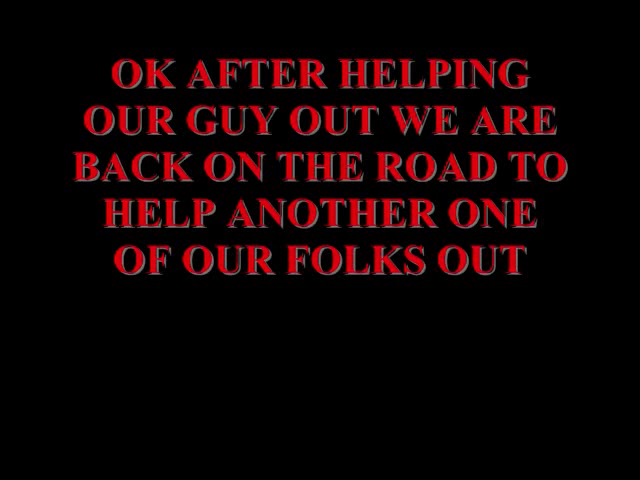 OK AFTER HELPING
OUR GUY OUT WE ARE
BACK ON THE ROAD TO
HELP ANOTHER ONE
OF OUR FOLKS OUT